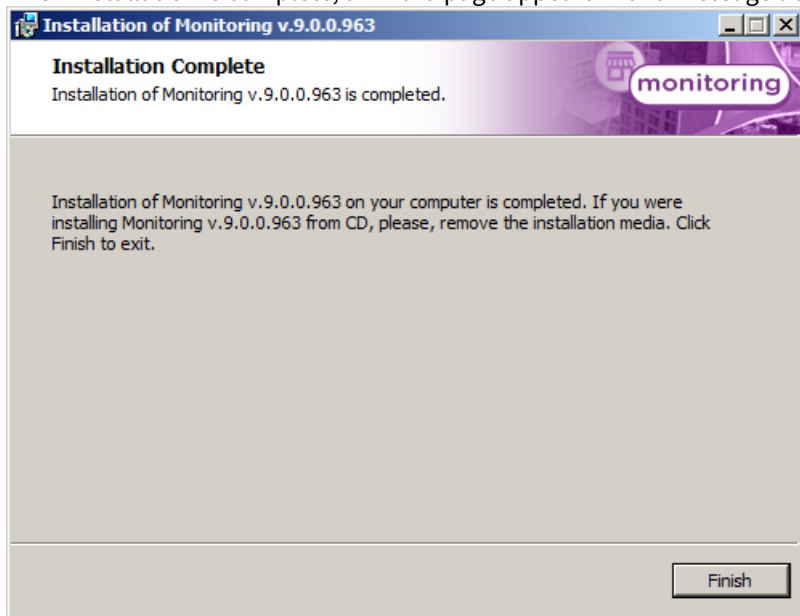 Installation of Monitoring v.9.0.0.963
Installation Complete
Installation of Monitoring v.9.0.0.963 is completed.
monitoring
Installation of Monitoring v.9.0.0.963 on your computer is completed. If you were
installing Monitoring v.9.0.0.963 from CD, please, remove the installation media. Click
Finish to exit.
Finish